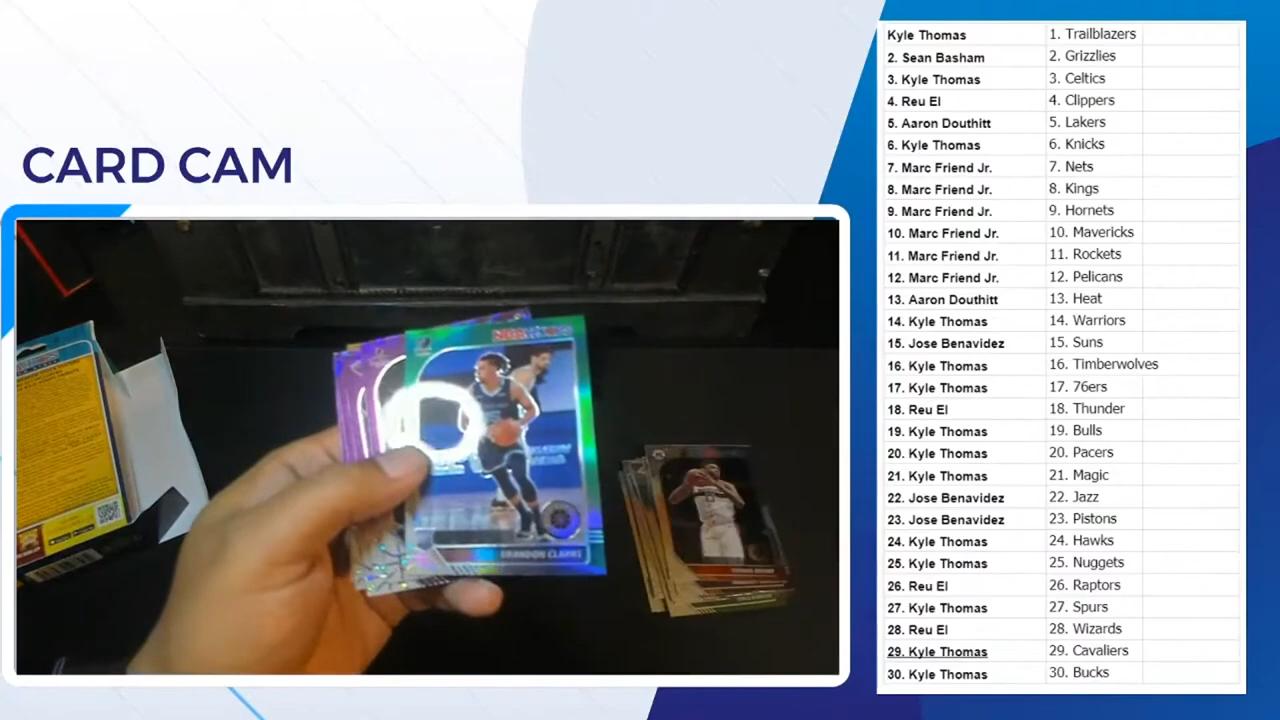 CARD CAM
BRANDON CLARKE
Kyle Thomas 1. Trailblazers
2. Sean Basham 2. Grizzlies
3. Kyle Thomas 3. Celtics
4. Reu El 4. Clippers
5. Aaron Douthitt 5. Lakers
6. Kyle Thomas 6. Knicks
7. Marc Friend Jr. 7. Nets
8. Marc Friend Jr. 8. Kings
9. Marc Friend Jr. 9. Hornets
10. Marc Friend Jr. 10. Mavericks
11. Marc Friend Jr. 11. Rockets
12. Marc Friend Jr. 12. Pelicans
13. Aaron Douthitt 13. Heat
14. Kyle Thomas 14. Warriors
15. Jose Benavidez 15. Suns
16. Kyle Thomas 16. Timberwolves
17. Kyle Thomas 17. 76ers
18. Reu El 18. Thunder
19. Kyle Thomas 19. Bulls
20. Kyle Thomas 20. Pacers
21. Kyle Thomas 21. Magic
22. Jose Benavidez 22. Jazz
23. Jose Benavidez 23. Pistons
24. Kyle Thomas 24. Hawks
25. Kyle Thomas 25. Nuggets
26. Reu El 26. Raptors
27. Kyle Thomas 27. Spurs
28. Reu El 28. Wizards
29. Kyle Thomas 29. Cavaliers
30. Kyle Thomas 30. Bucks